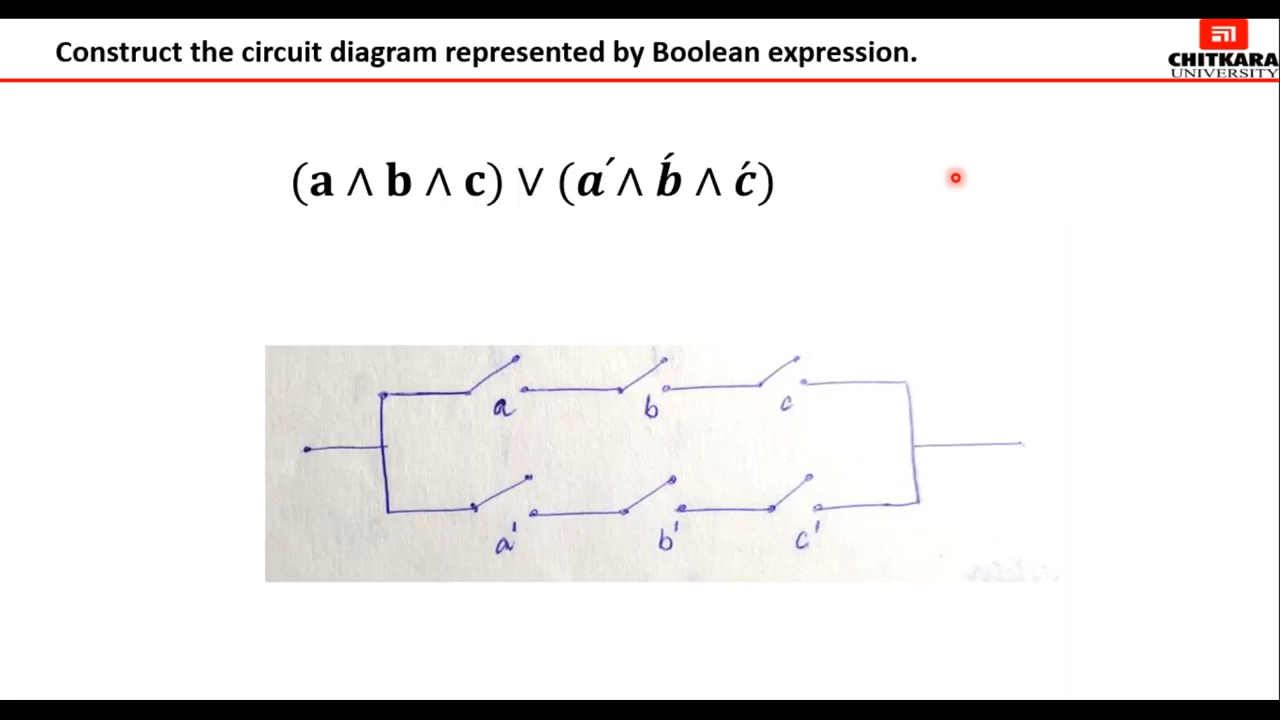 Construct the circuit diagram represented by Boolean expression.
CHITKARA
UNIVERSITY
(a ∧ b ∧ c) ∨ (a′ ∧ b́ ∧ ć)
a b c
a' b' c'